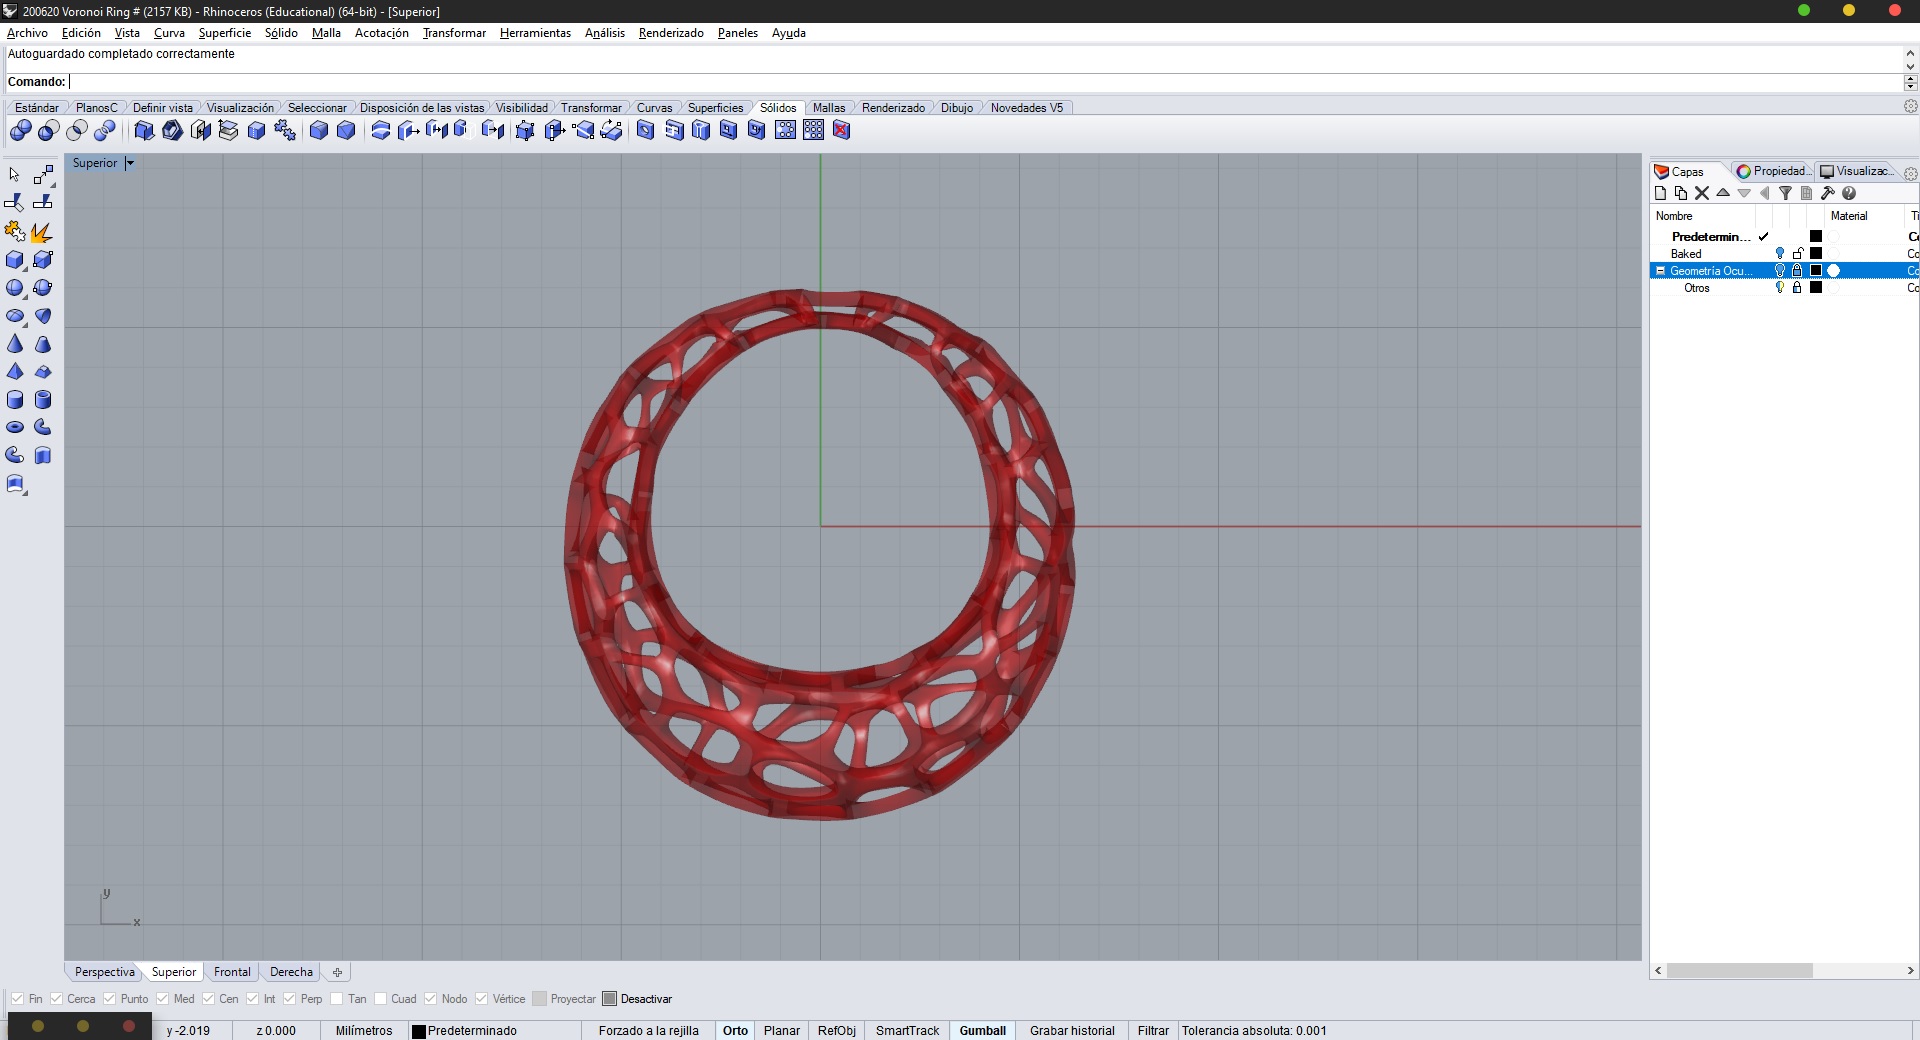 200620 Voronoi Ring # (2157 KB) - Rhinoceros (Educational) (64-bit) - [Superior]
Archivo Edición Vista Curva Superficie Sólido Malla Acotación Transformar Herramientas Análisis Renderizado Paneles Ayuda
Autoguardado completado correctamente
Comando:
Estándar PlanosC Definir vista Visualización Seleccionar Disposición de las vistas Visibilidad Transformar Curvas Superficies Sólidos Mallas Renderizado Dibujo Novedades V5
Superior
Capas Propiedad... Visualizac...
Nombre Material Ti
Predetermin... Co
Baked Co
Geometría Ocu... Co
Otros Co
y
x
Perspectiva Superior Frontal Derecha
Fin Cerca Punto Med Cen Int Perp Tan Cuad Nodo Vértice Proyectar Desactivar
y -2.019 z 0.000 Milímetros Predeterminado Forzado a la rejilla Orto Planar RefObj SmartTrack Gumball Grabar historial Filtrar Tolerancia absoluta: 0.001